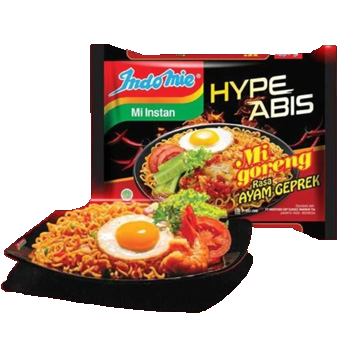 Indomie
Mi Instan
HYPE
ABIS
Mi
goreng
Rasa
AYAM GEPREK